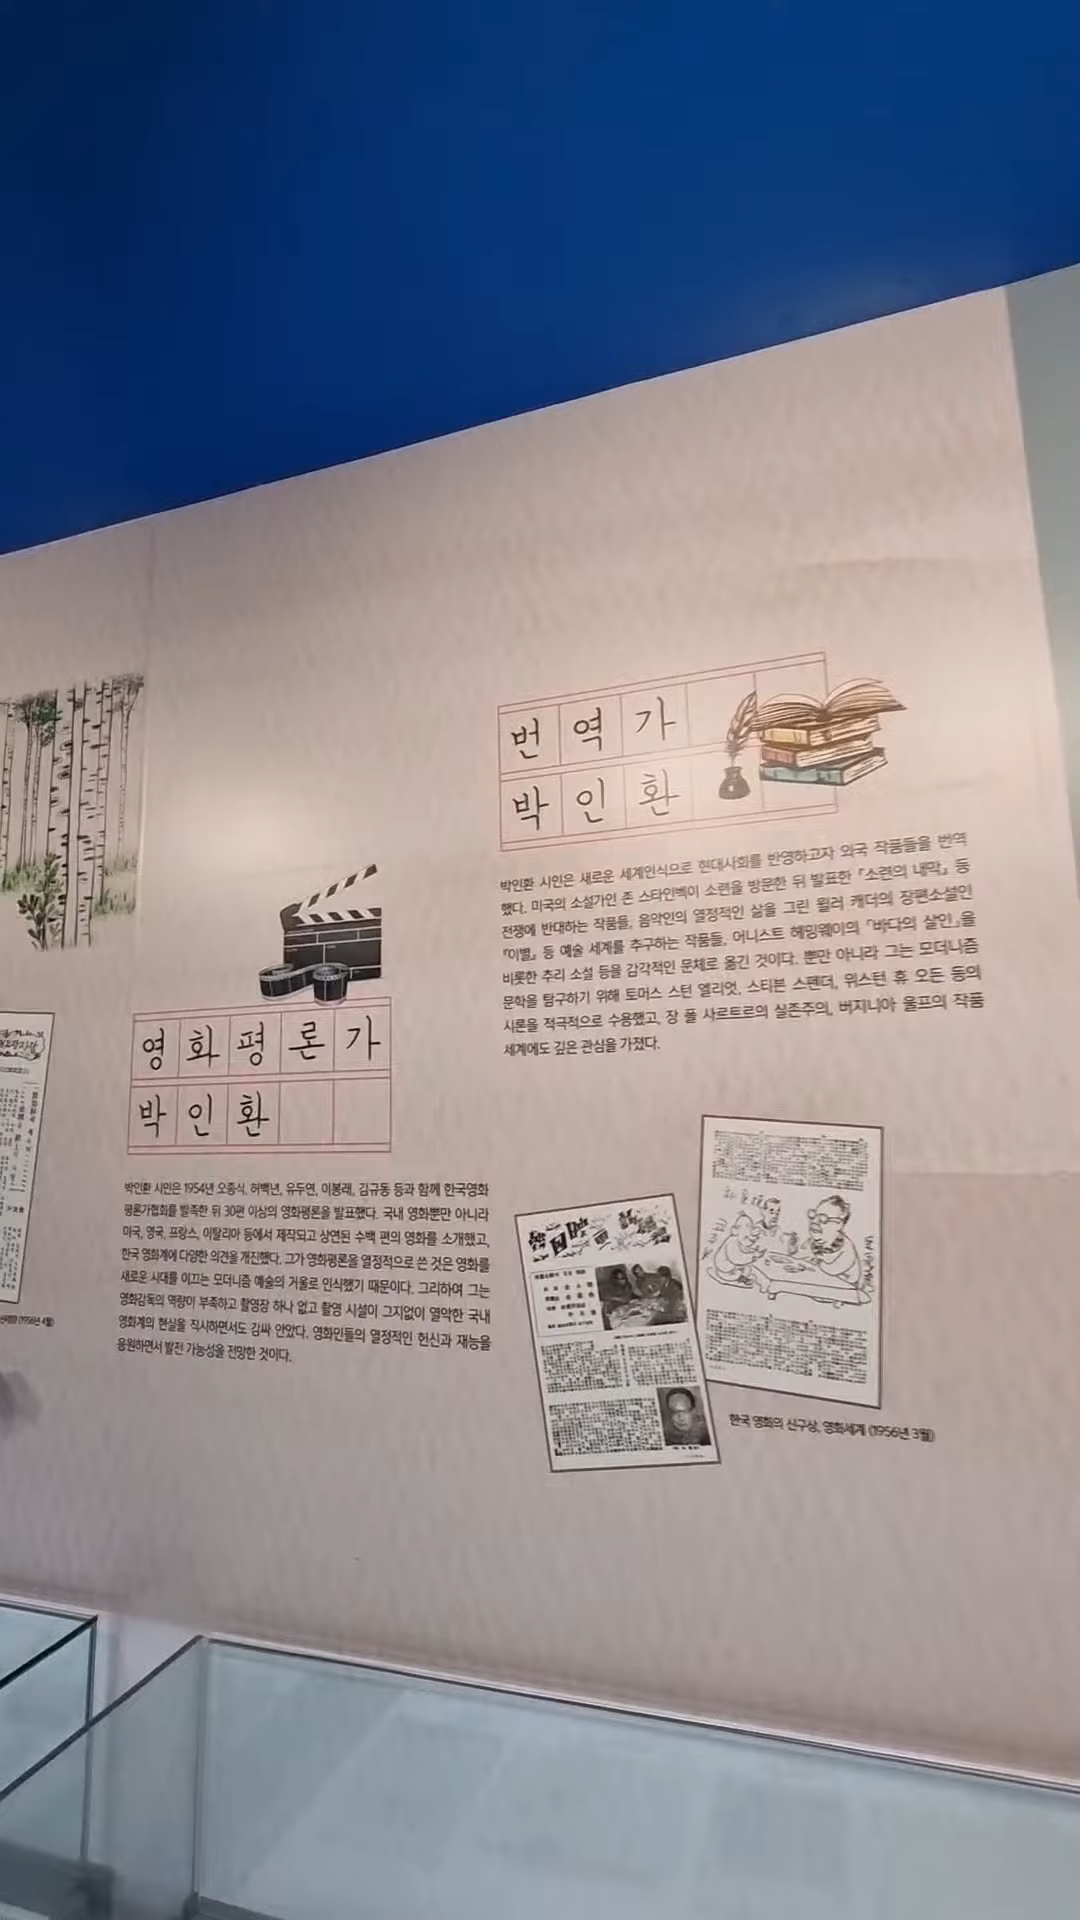 영화평론가
박인환
박인환 시인은 1954년 오종식, 허백년, 유두연, 이봉래, 김규동 등과 함께 한국영화
평론가협회를 발족한 뒤 30편 이상의 영화평론을 발표했다. 국내 영화뿐만 아니라
미국, 영국, 프랑스, 이탈리아 등에서 제작되고 상연된 수백 편의 영화를 소개했고,
한국 영화계에 다양한 의견을 개진했다. 그가 영화평론을 열정적으로 쓴 것은 영화를
새로운 시대를 이끄는 모더니즘 예술의 거울로 인식했기 때문이다. 그리하여 그는
영화감독의 역량이 부족하고 촬영장 하나 없고 촬영 시설이 그지없이 열악한 국내
영화계의 현실을 직시하면서도 감싸 안았다. 영화인들의 열정적인 헌신과 재능을
응원하면서 발전 가능성을 전망한 것이다.
번역가
박인환
박인환 시인은 새로운 세계인식으로 현대사회를 반영하고자 외국 작품들을 번역
했다. 미국의 소설가인 존 스타인벡이 소련을 방문한 뒤 발표한 『소련의 내막』 등
전쟁에 반대하는 작품들, 음악인의 열정적인 삶을 그린 윌러 캐더의 장편소설인
『이별』 등 예술 세계를 추구하는 작품들, 어니스트 헤밍웨이의 『바다의 살인』을
비롯한 추리 소설 등을 감각적인 문체로 옮긴 것이다. 뿐만 아니라 그는 모더니즘
문학을 탐구하기 위해 토머스 스턴 엘리엇, 스티븐 스펜더, 위스턴 휴 오든 등의
시론을 적극적으로 수용했고, 장 폴 사르트르의 실존주의, 버지니아 울프의 작품
세계에도 깊은 관심을 가졌다.
한국 영화의 신구상, 영화세계 (1956년 3월)
(1956년 4월)